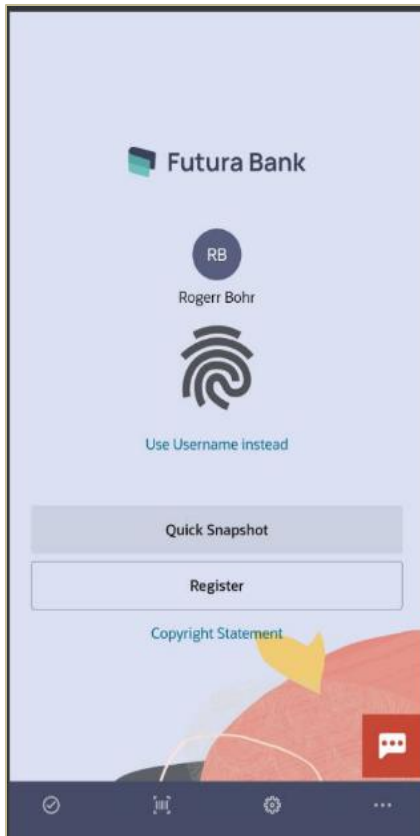 Futura Bank
RB
Rogerr Bohr
Use Username instead
Quick Snapshot
Register
Copyright Statement